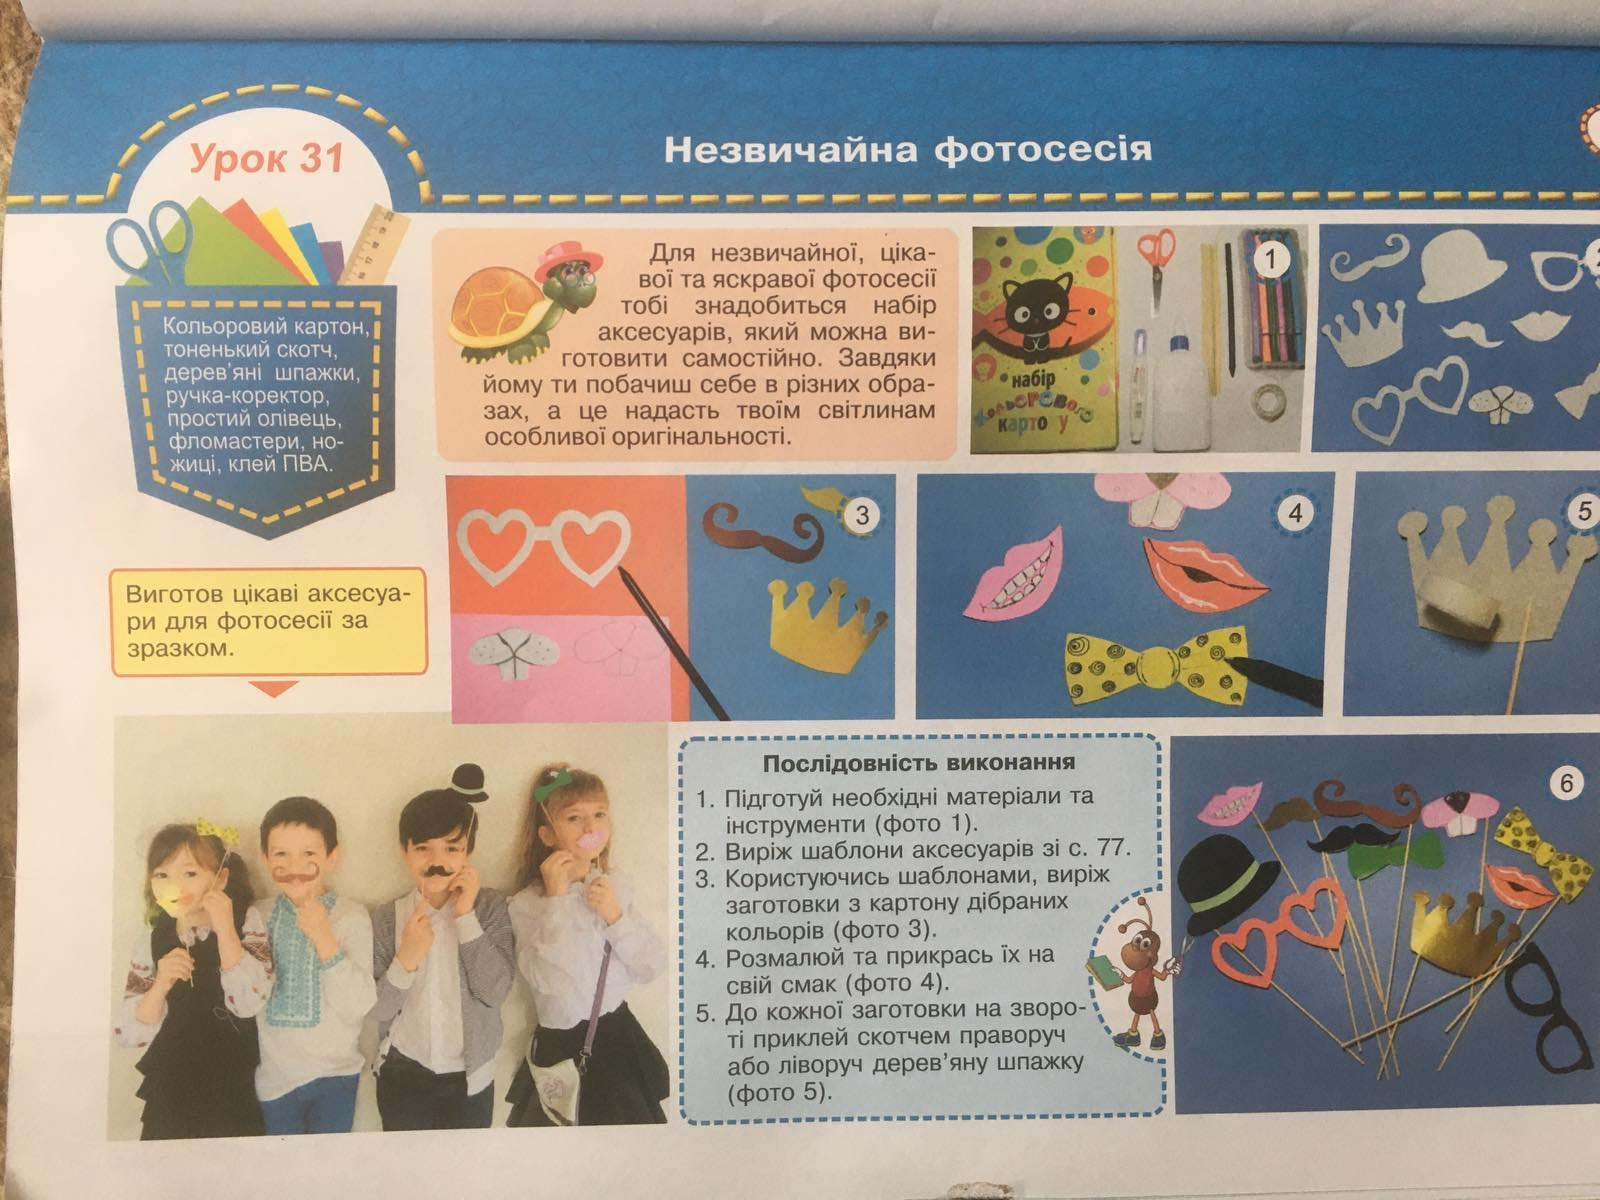 Урок 31
Незвичайна фотосесія
Кольоровий картон,
тоненький скотч,
дерев'яні шпажки,
ручка-коректор,
простий олівець,
фломастери, но-
жиці, клей ПВА.
Для незвичайної, ціка-
вої та яскравої фотосесії
тобі знадобиться набір
аксесуарів, який можна ви-
готовити самостійно. Завдяки
йому ти побачиш себе в різних обра-
зах, а це надасть твоїм світлинам
особливої оригінальності.
1
набір
кольорового
картону
3
4
5
Виготов цікаві аксесуа-
ри для фотосесії за
зразком.
Послідовність виконання
1. Підготуй необхідні матеріали та
інструменти (фото 1).
2. Виріж шаблони аксесуарів зі с. 77.
3. Користуючись шаблонами, виріж
заготовки з картону дібраних
кольорів (фото 3).
4. Розмалюй та прикрась їх на
свій смак (фото 4).
5. До кожної заготовки на зворо-
ті приклей скотчем праворуч
або ліворуч дерев'яну шпажку
(фото 5).
6